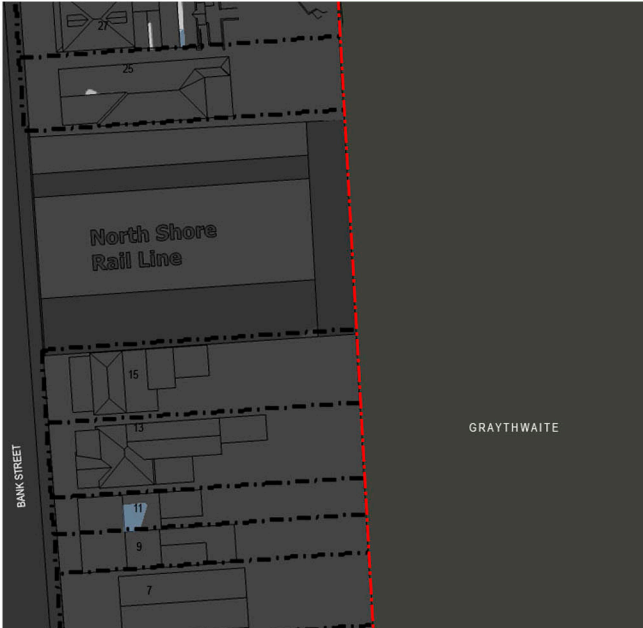 27
25
North Shore
Rail Line
15
13
GRAYTHWAITE
BANK STREET
11
9
7